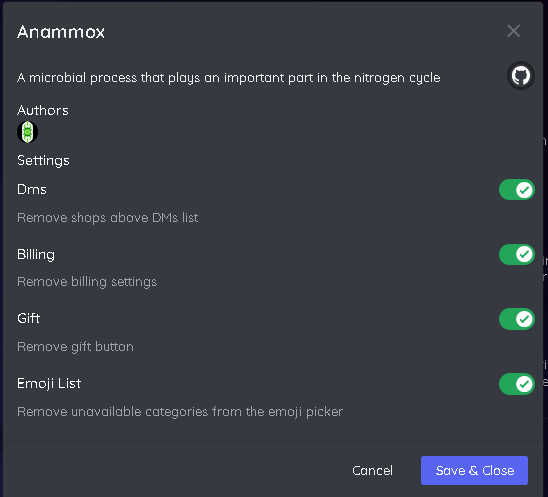 Anammox
A microbial process that plays an important part in the nitrogen cycle
Authors
Settings
Dms
Remove shops above DMs list
Billing
Remove billing settings
Gift
Remove gift button
Emoji List
Remove unavailable categories from the emoji picker
Cancel
Save & Close